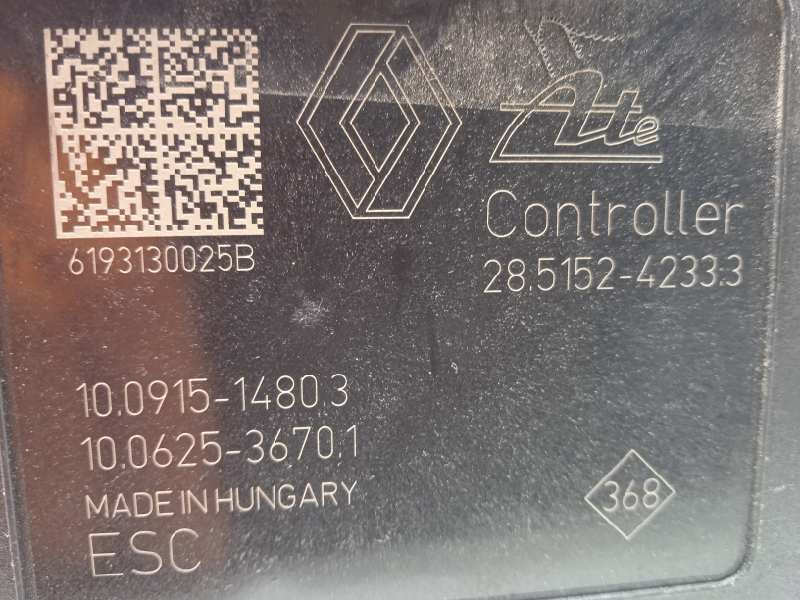 Ate
Controller
28.5152-4233.3
6193130025B
10.0915-1480.3
10.0625-3670.1
MADE IN HUNGARY
368
ESC